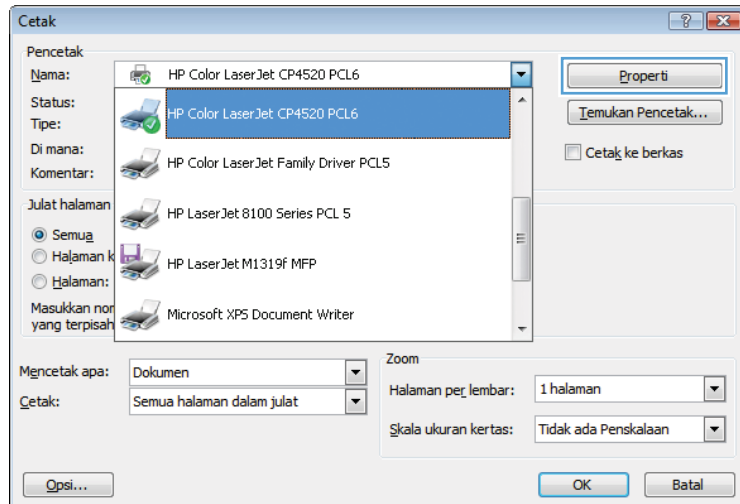 Cetak
Pencetak
Nama: HP Color LaserJet CP4520 PCL6
Properti
Status:
HP Color LaserJet CP4520 PCL6
Temukan Pencetak...
Tipe:
Di mana:
HP Color LaserJet Family Driver PCL5
Cetak ke berkas
Komentar:
Julat halaman
HP LaserJet 8100 Series PCL 5
Semua
Halaman k
HP LaserJet M1319f MFP
Halaman:
Masukkan nor
Microsoft XPS Document Writer
yang terpisah
Mencetak apa: Dokumen
Cetak: Semua halaman dalam julat
Zoom
Halaman per lembar: 1 halaman
Skala ukuran kertas: Tidak ada Penskalaan
Opsi...
OK
Batal